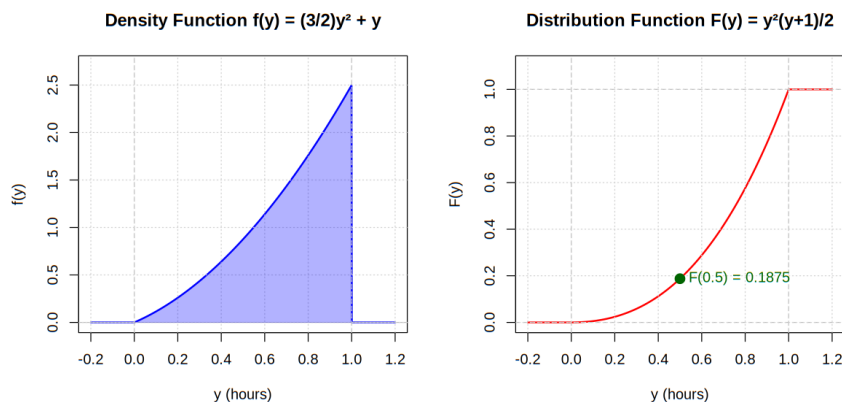 Density Function f(y) = (3/2)y² + y
f(y)
2.5
2.0
1.5
1.0
0.5
0.0
-0.2 0.0 0.2 0.4 0.6 0.8 1.0 1.2
y (hours)
Distribution Function F(y) = y²(y+1)/2
F(y)
1.0
0.8
0.6
0.4
0.2
0.0
F(0.5) = 0.1875
-0.2 0.0 0.2 0.4 0.6 0.8 1.0 1.2
y (hours)